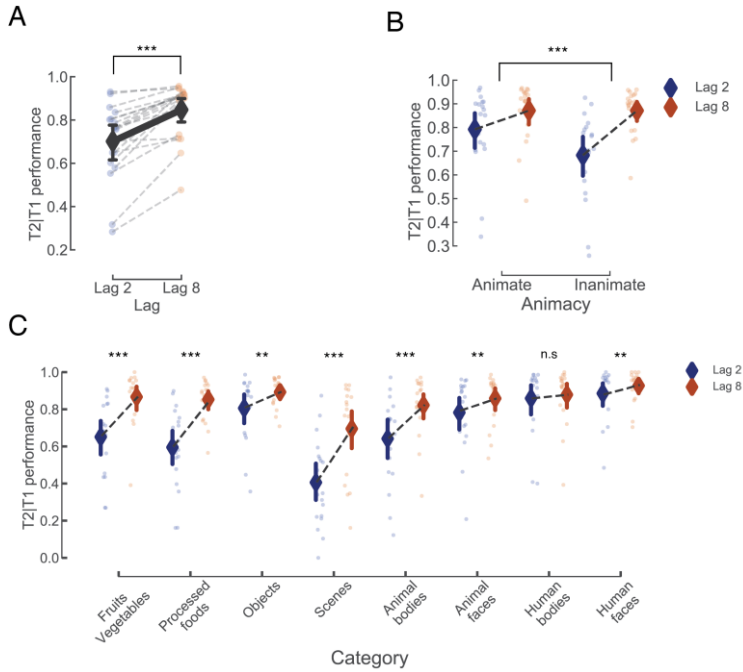 A
***
1.0
0.8
0.6
0.4
0.2
T2|T1 performance
Lag 2
Lag 8
Lag
B
***
Lag 2
Lag 8
1.0
0.9
0.8
0.7
0.6
0.5
0.4
0.3
T2|T1 performance
Animate
Inanimate
Animacy
C
*** *** ** *** *** ** n.s **
Lag 2
Lag 8
1.0
0.8
0.6
0.4
0.2
0.0
T2|T1 performance
Fruits
Vegetables
Processed
foods
Objects
Scenes
Animal
bodies
Animal
faces
Human
bodies
Human
faces
Category